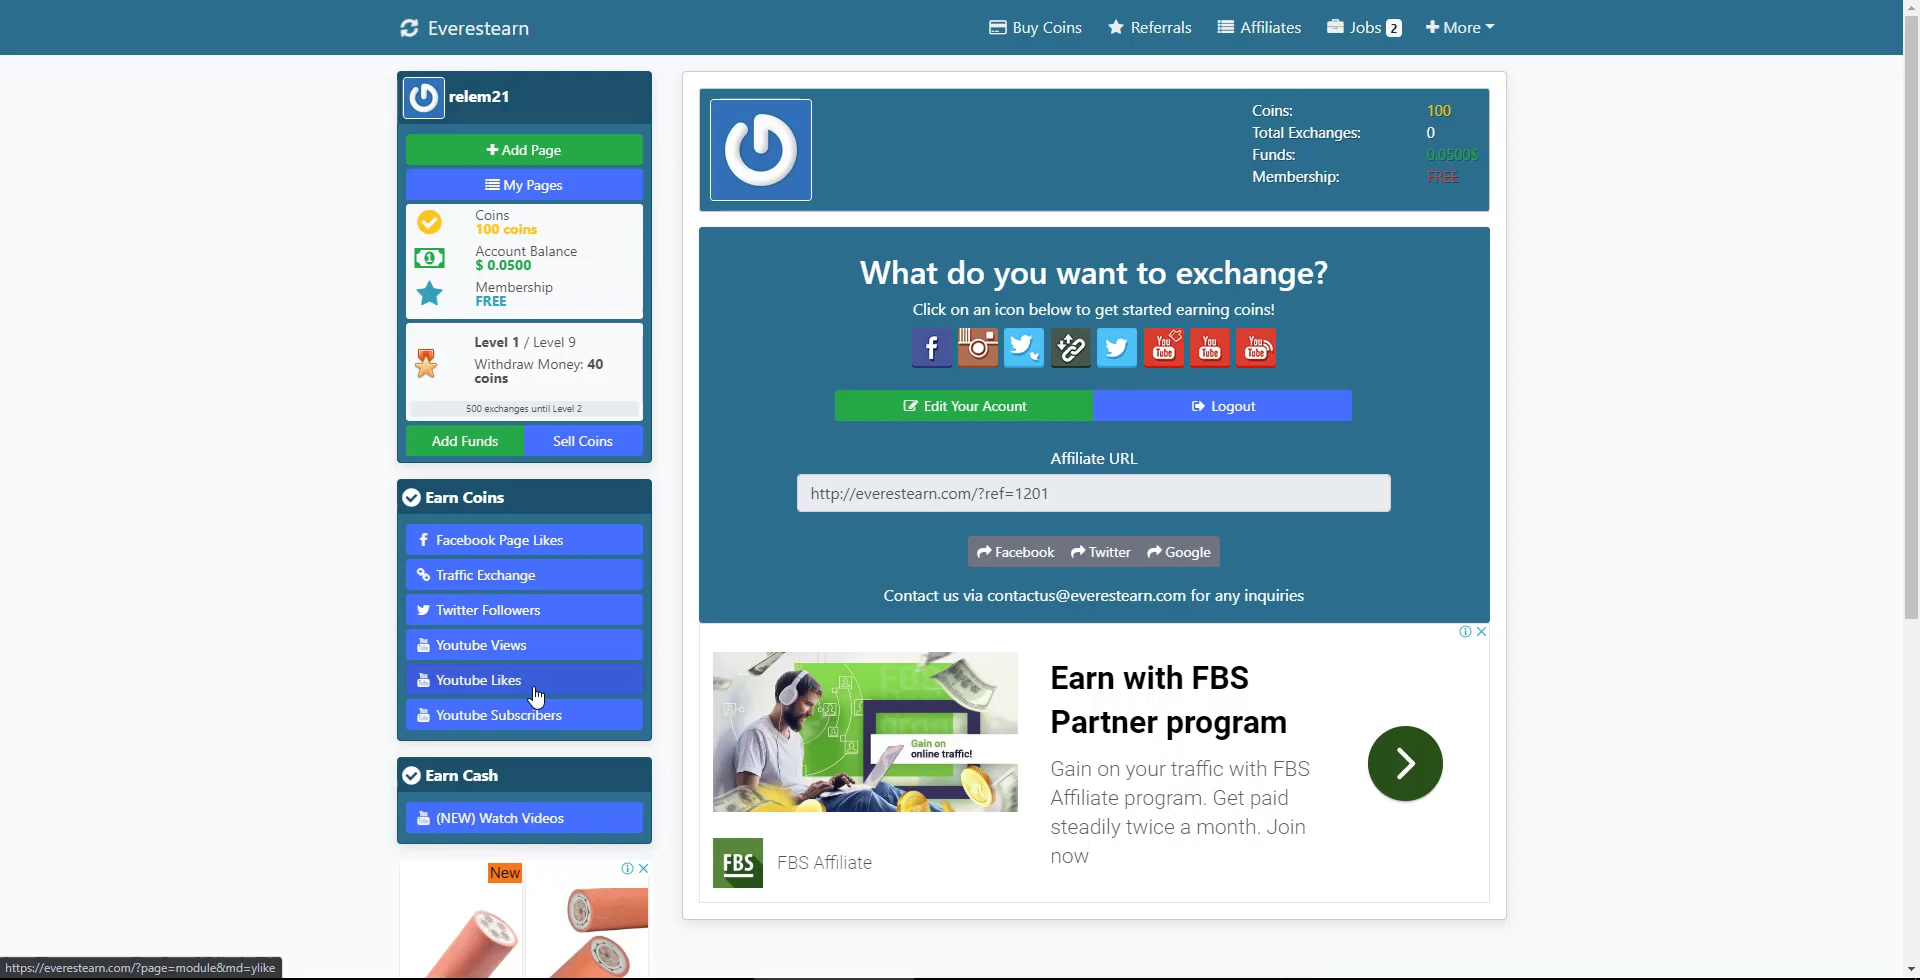 Everestearn
Buy Coins
Referrals
Affiliates
Jobs 2
More
relem21
Add Page
My Pages
Coins
100 coins
Account Balance
$ 0.0500
Membership
FREE
Level 1 / Level 9
Withdraw Money: 40
coins
500 exchanges until Level 2
Add Funds
Sell Coins
Earn Coins
Facebook Page Likes
Traffic Exchange
Twitter Followers
Youtube Views
Youtube Likes
Youtube Subscribers
Earn Cash
(NEW) Watch Videos
New
Coins: 100
Total Exchanges: 0
Funds: 0.0500$
Membership: FREE
What do you want to exchange?
Click on an icon below to get started earning coins!
You Tube
You Tube
You Tube
Edit Your Acount
Logout
Affiliate URL
http://everestearn.com/?ref=1201
Facebook
Twitter
Google
Contact us via contactus@everestearn.com for any inquiries
Gain on
online traffic!
Earn with FBS
Partner program
Gain on your traffic with FBS
Affiliate program. Get paid
steadily twice a month. Join
now
FBS
FBS Affiliate
https://everestearn.com/?page=module&md=ylike